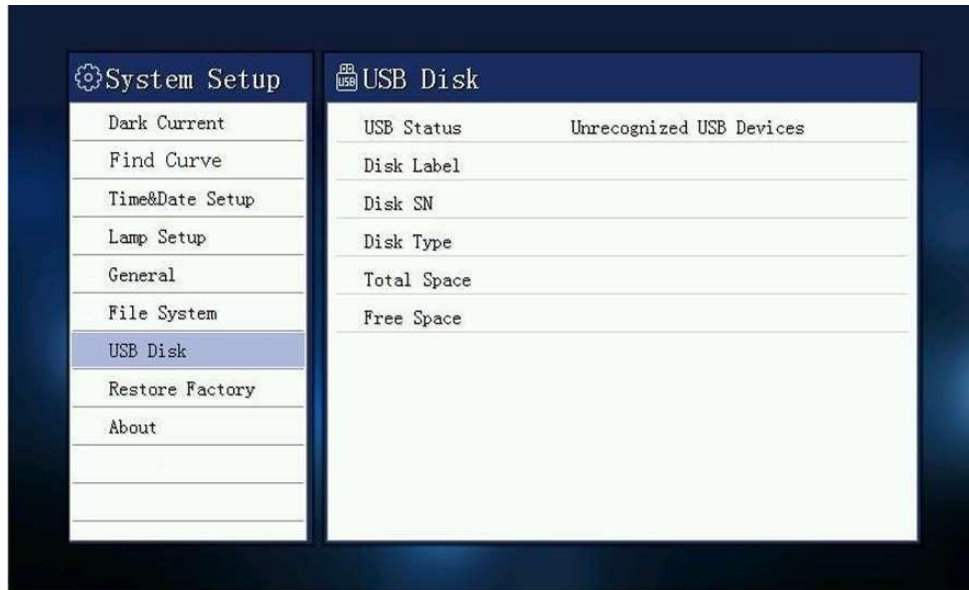 System Setup
Dark Current
Find Curve
Time&Date Setup
Lamp Setup
General
File System
USB Disk
Restore Factory
About
USB
USB Disk
USB Status Unrecognized USB Devices
Disk Label
Disk SN
Disk Type
Total Space
Free Space